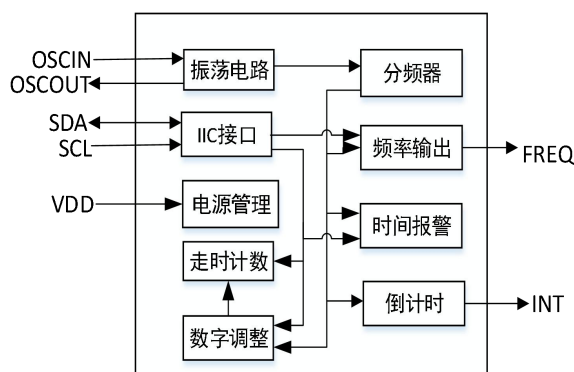 OSCIN
OSCOUT
振荡电路
分频器
SDA
SCL
IIC接口
频率输出
FREQ
VDD
电源管理
时间报警
走时计数
倒计时
INT
数字调整